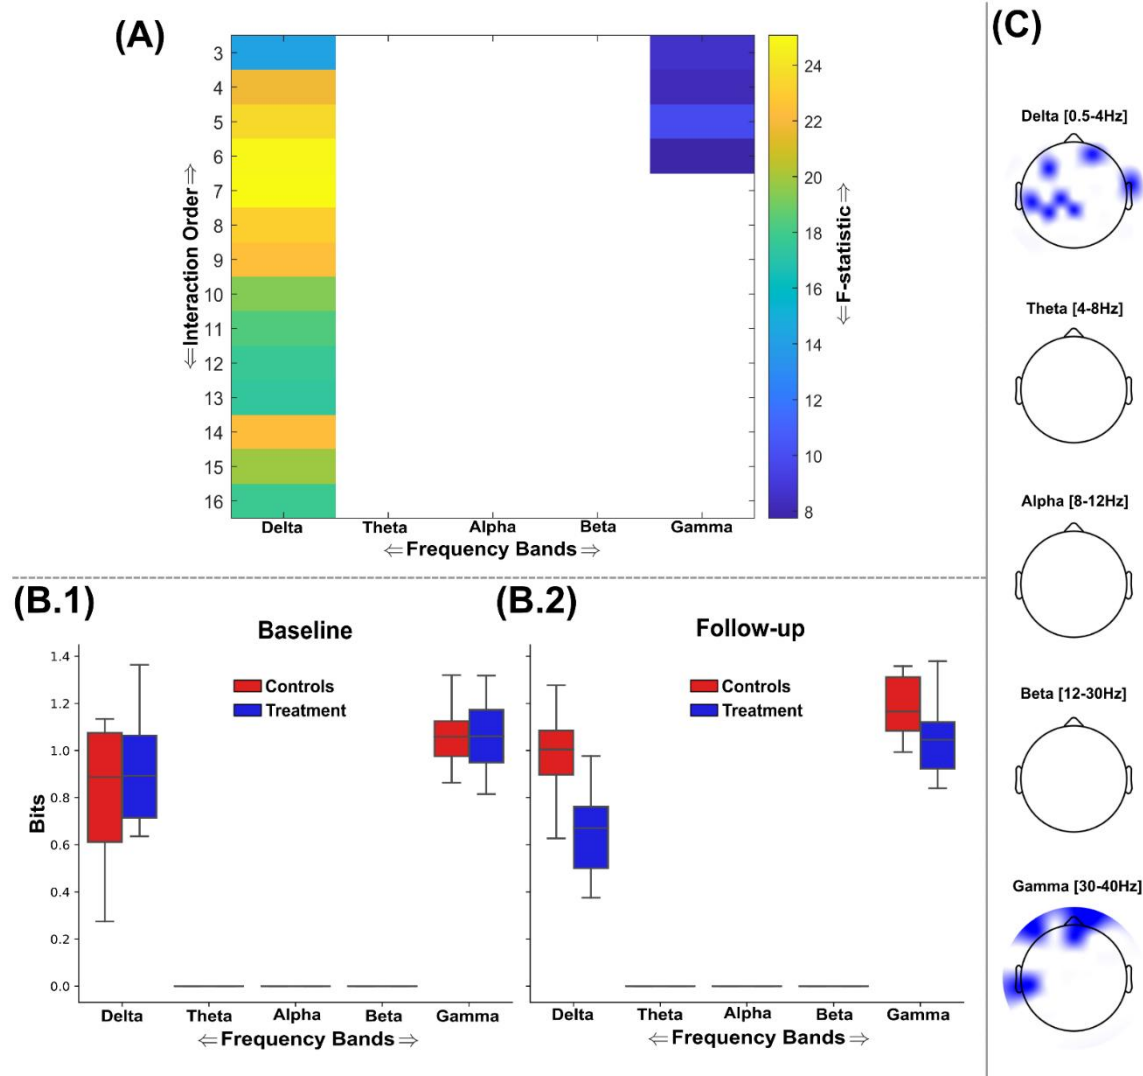 (A)
3
4
5
6
7
8
9
10
11
12
13
14
15
16
⇐Interaction Order⇒
Delta Theta Alpha Beta Gamma
⇐Frequency Bands⇒
24
22
20
18
16
14
12
10
8
⇐F-statistic⇒
(B.1)
Baseline
Controls
Treatment
1.4
1.2
1.0
0.8
0.6
0.4
0.2
0.0
Bits
Delta Theta Alpha Beta Gamma
⇐Frequency Bands⇒
(B.2)
Follow-up
Controls
Treatment
Delta Theta Alpha Beta Gamma
⇐Frequency Bands⇒
(C)
Delta [0.5-4Hz]
Theta [4-8Hz]
Alpha [8-12Hz]
Beta [12-30Hz]
Gamma [30-40Hz]